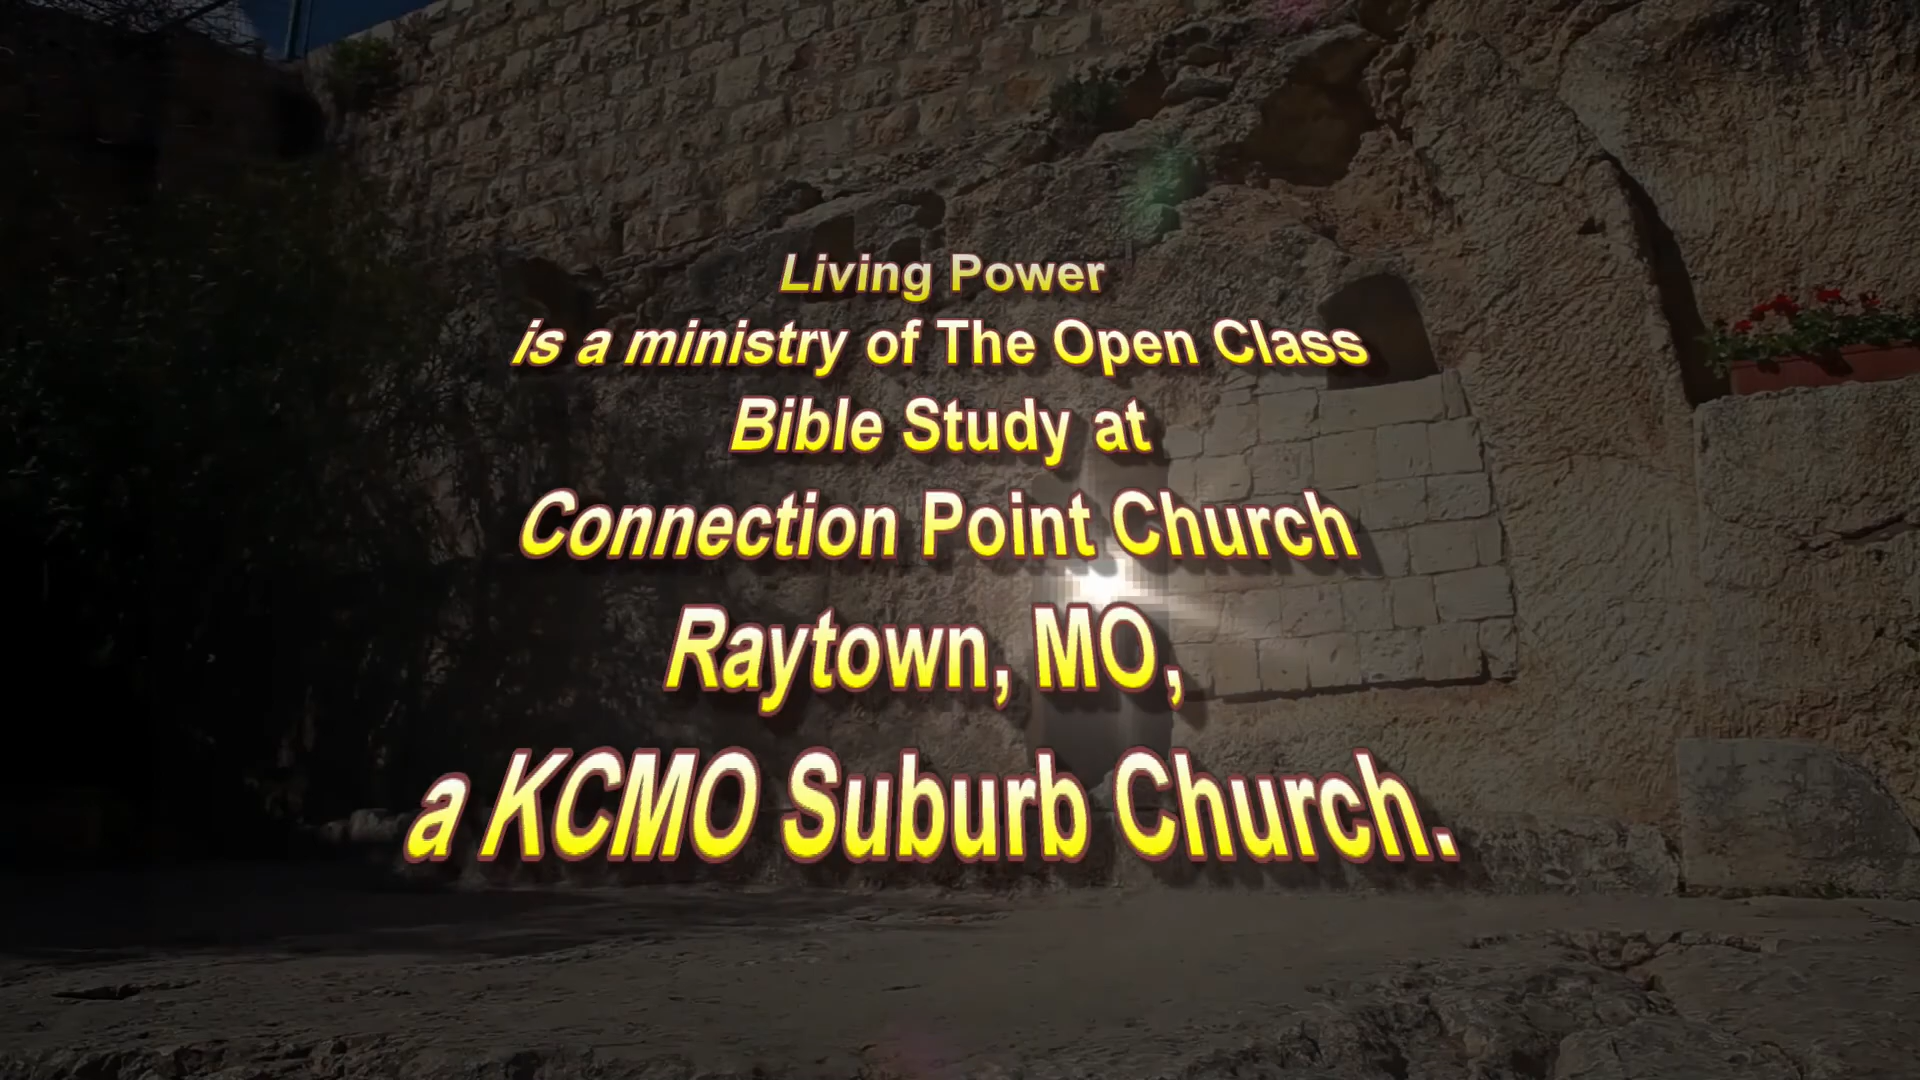 Living Power
is a ministry of The Open Class
Bible Study at
Connection Point Church
Raytown, MO,
a KCMO Suburb Church.